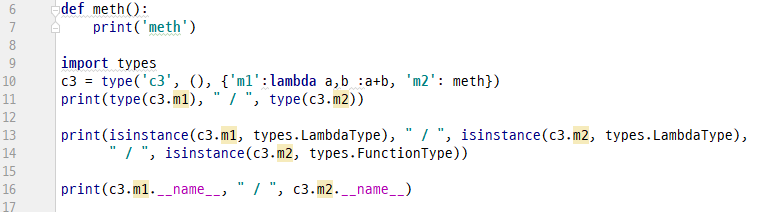 6 def meth():
7     print('meth')
8
9 import types
10 c3 = type('c3', (), {'m1':lambda a,b :a+b, 'm2': meth})
11 print(type(c3.m1), " / ", type(c3.m2))
12
13 print(isinstance(c3.m1, types.LambdaType), " / ", isinstance(c3.m2, types.LambdaType),
14       " / ", isinstance(c3.m2, types.FunctionType))
15
16 print(c3.m1.__name__, " / ", c3.m2.__name__)
17